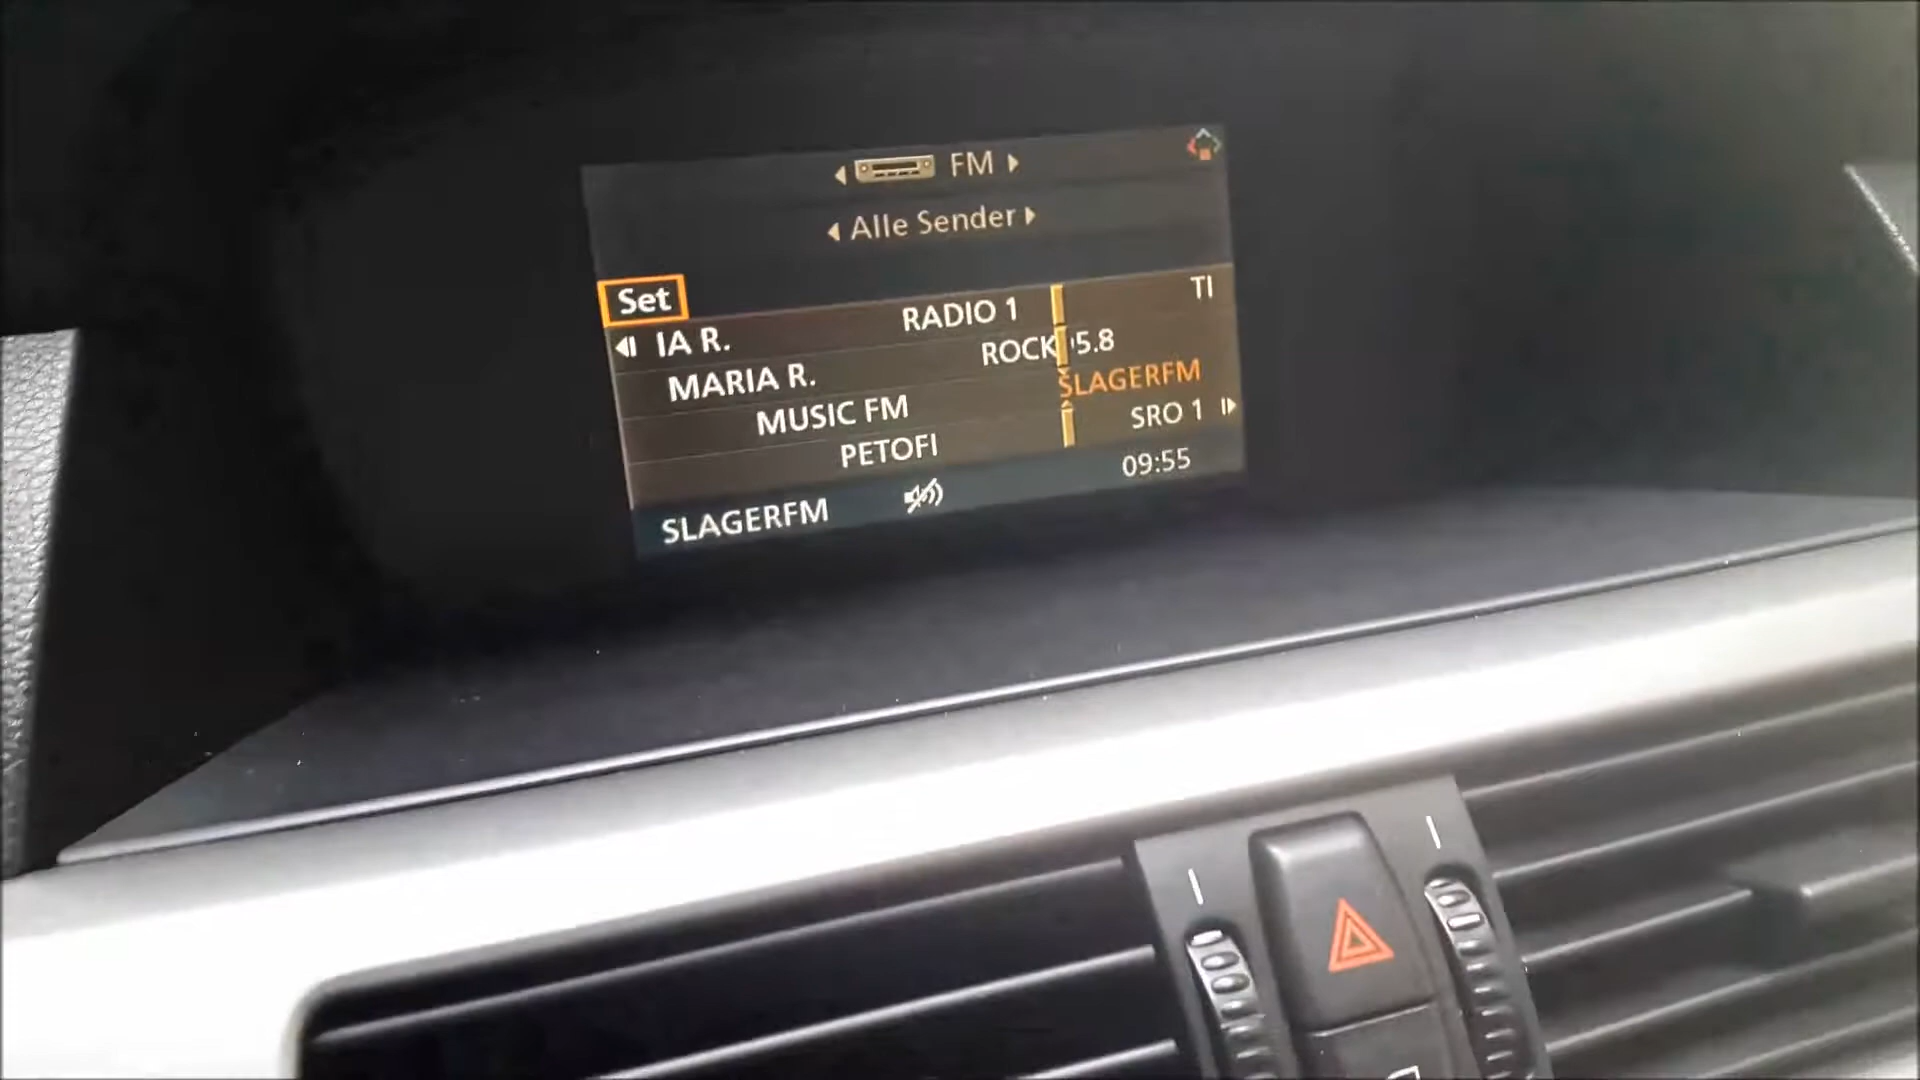 FM
Alle Sender
Set
TI
IA R.
RADIO 1
MARIA R.
ROCK 5.8
MUSIC FM
SLAGERFM
PETOFI
SRO 1
SLAGERFM
09:55